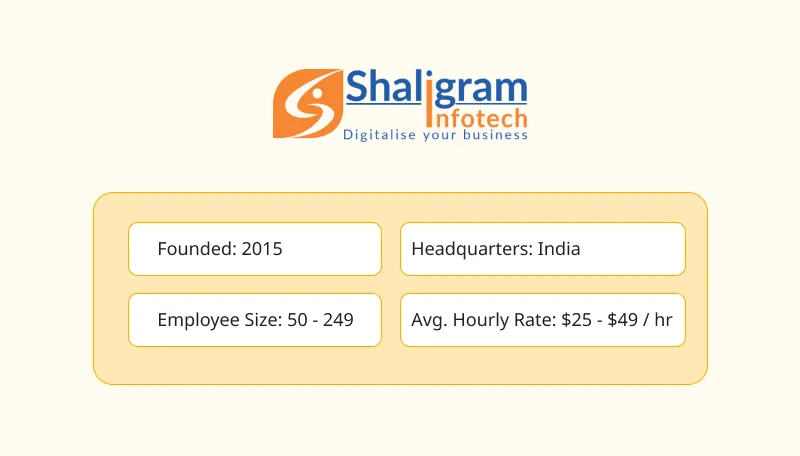 Shaligram
Infotech
Digitalise your business
Founded: 2015
Headquarters: India
Employee Size: 50 - 249
Avg. Hourly Rate: $25 - $49 / hr